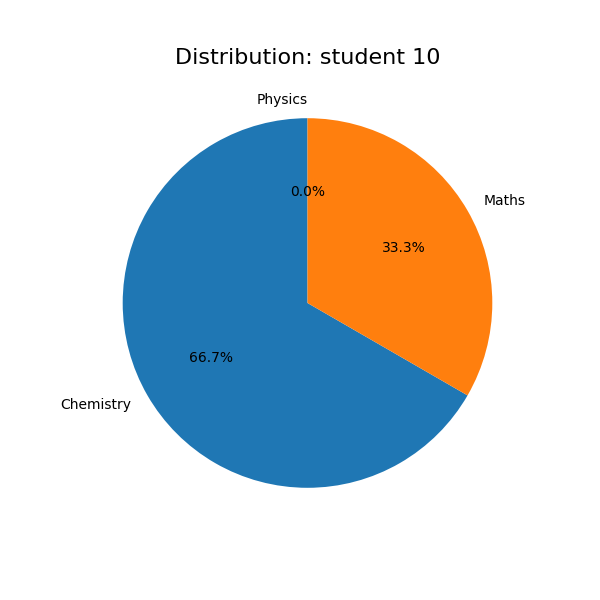 Distribution: student 10
Physics
0.0%
Maths
33.3%
66.7%
Chemistry